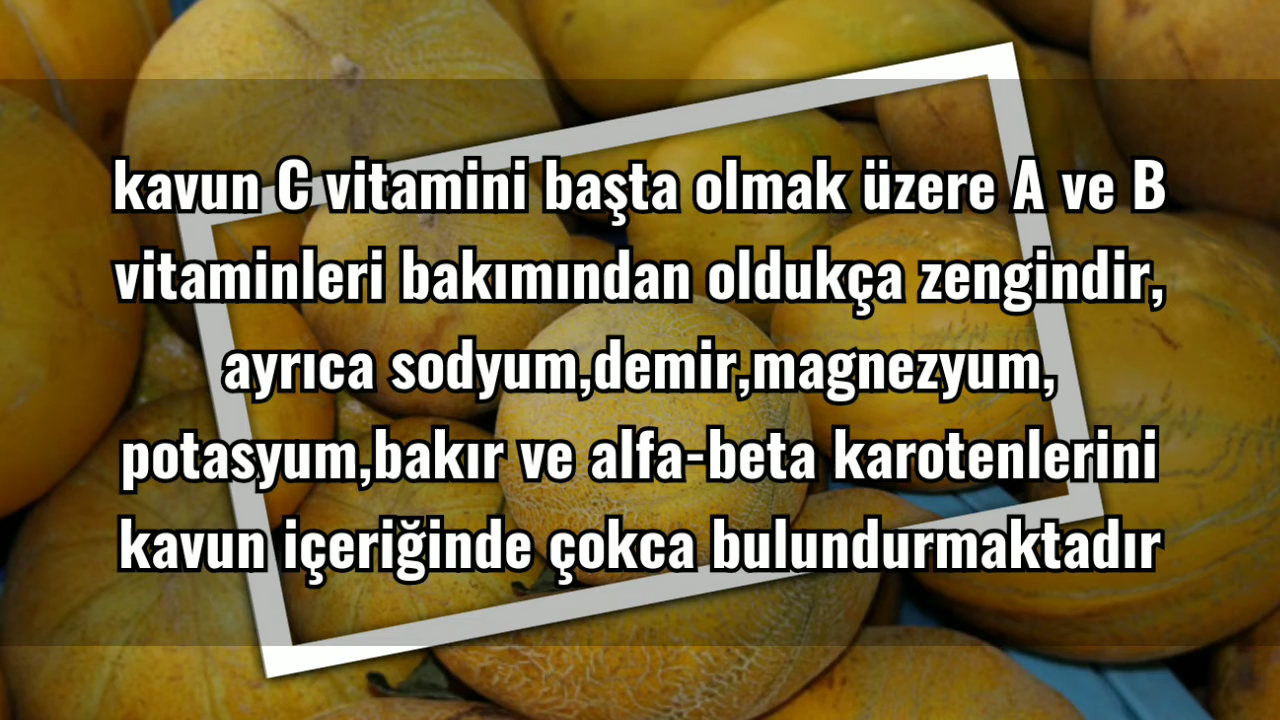 kavun C vitamini başta olmak üzere A ve B
vitaminleri bakımından oldukça zengindir,
ayrıca sodyum,demir,magnezyum,
potasyum,bakır ve alfa-beta karotenlerini
kavun içeriğinde çokca bulundurmaktadır